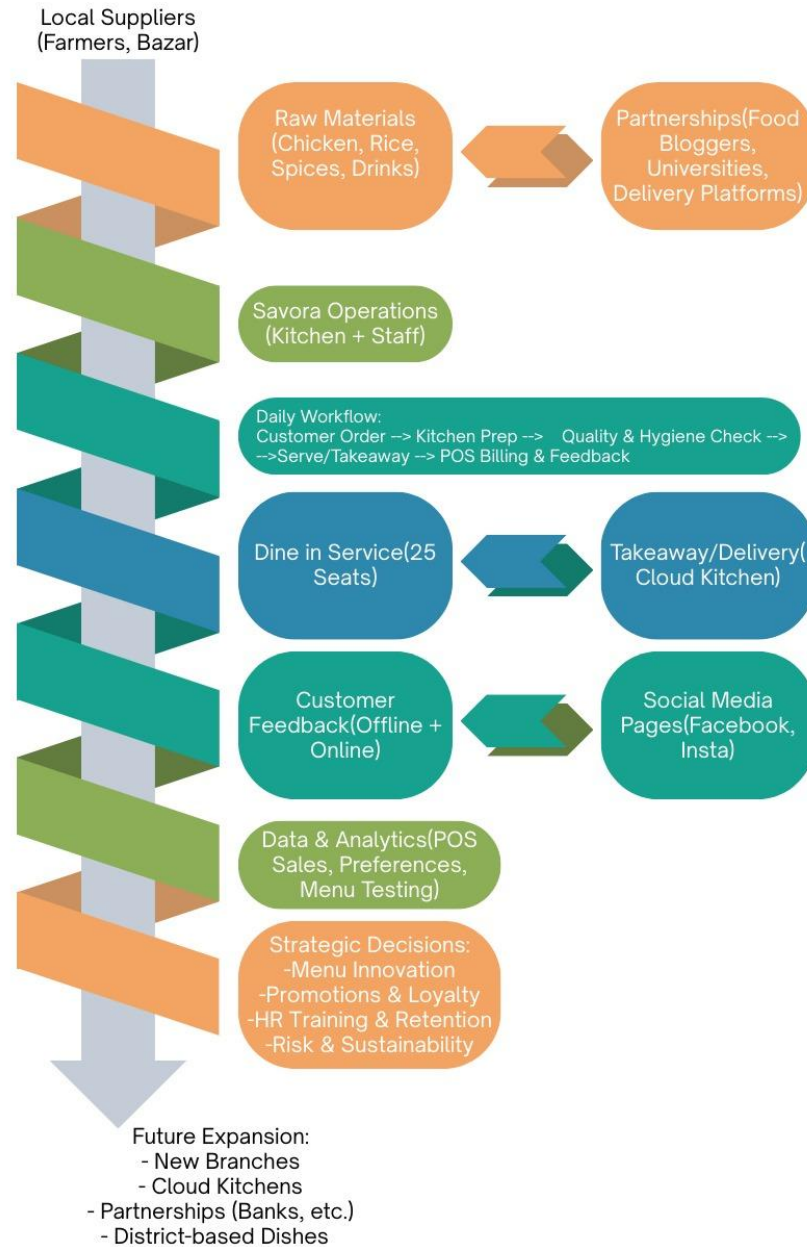 Local Suppliers
(Farmers, Bazar)
Raw Materials
(Chicken, Rice,
Spices, Drinks)
Partnerships(Food
Bloggers,
Universities,
Delivery Platforms)
Savora Operations
(Kitchen + Staff)
Daily Workflow:
Customer Order --> Kitchen Prep --> Quality & Hygiene Check -->
-->Serve/Takeaway --> POS Billing & Feedback
Dine in Service(25
Seats)
Takeaway/Delivery(
Cloud Kitchen)
Customer
Feedback(Offline +
Online)
Social Media
Pages(Facebook,
Insta)
Data & Analytics(POS
Sales, Preferences,
Menu Testing)
Strategic Decisions:
-Menu Innovation
-Promotions & Loyalty
-HR Training & Retention
-Risk & Sustainability
Future Expansion:
- New Branches
- Cloud Kitchens
- Partnerships (Banks, etc.)
- District-based Dishes